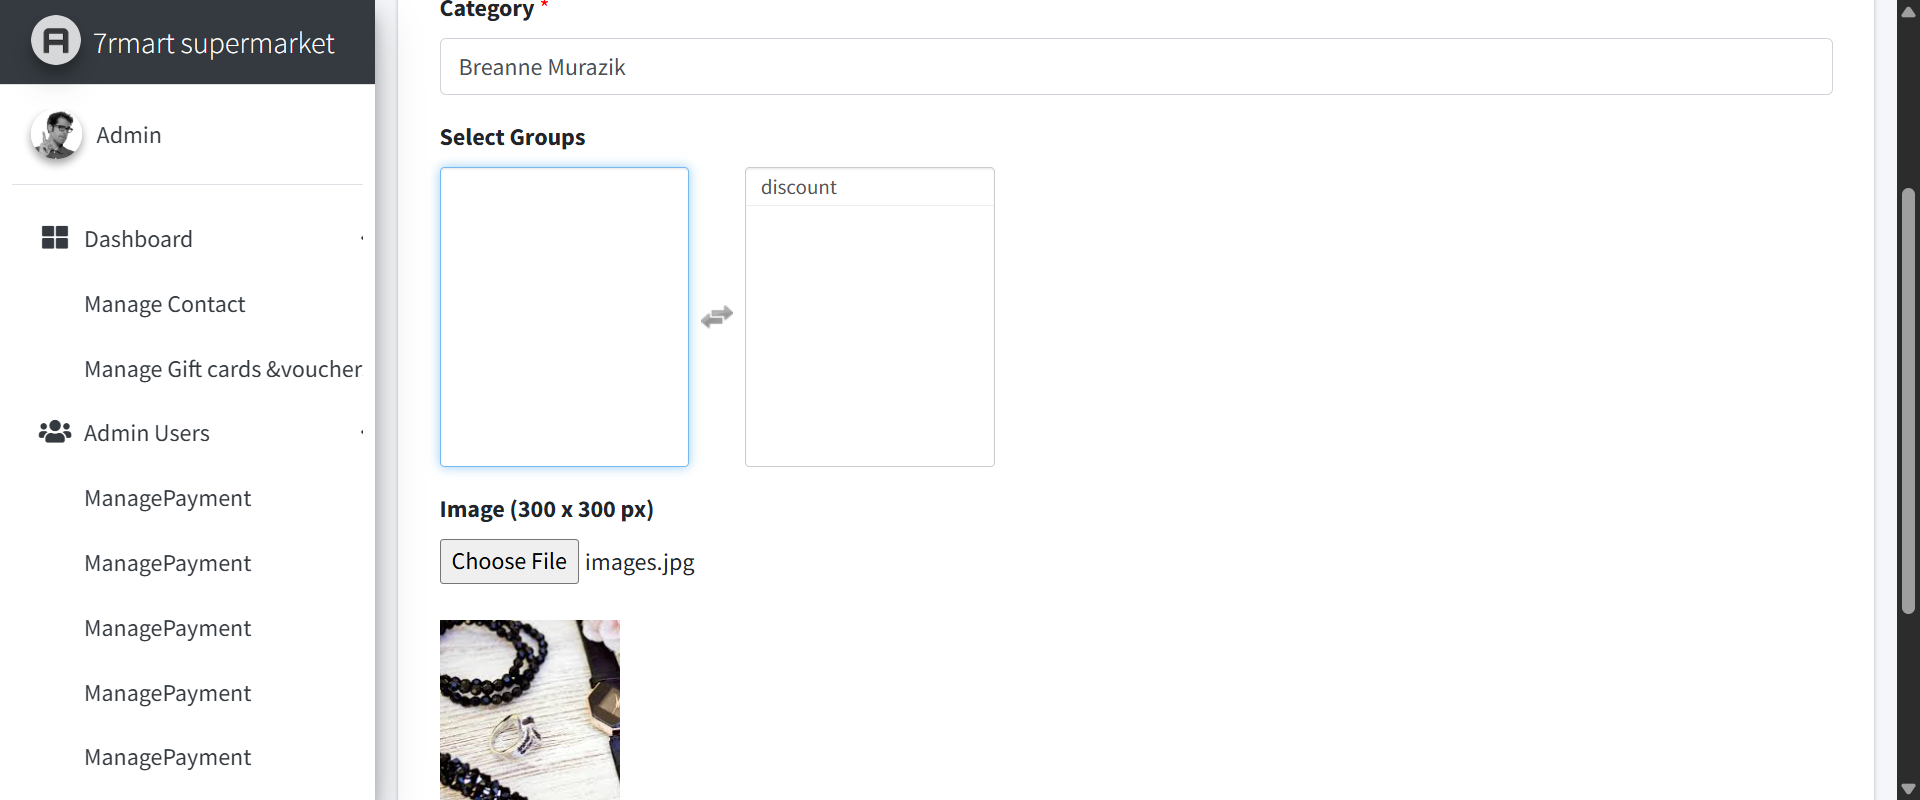 7rmart supermarket
Admin
Dashboard
Manage Contact
Manage Gift cards &voucher
Admin Users
ManagePayment
ManagePayment
ManagePayment
ManagePayment
ManagePayment
Category *
Breanne Murazik
Select Groups
discount
Image (300 x 300 px)
Choose File images.jpg